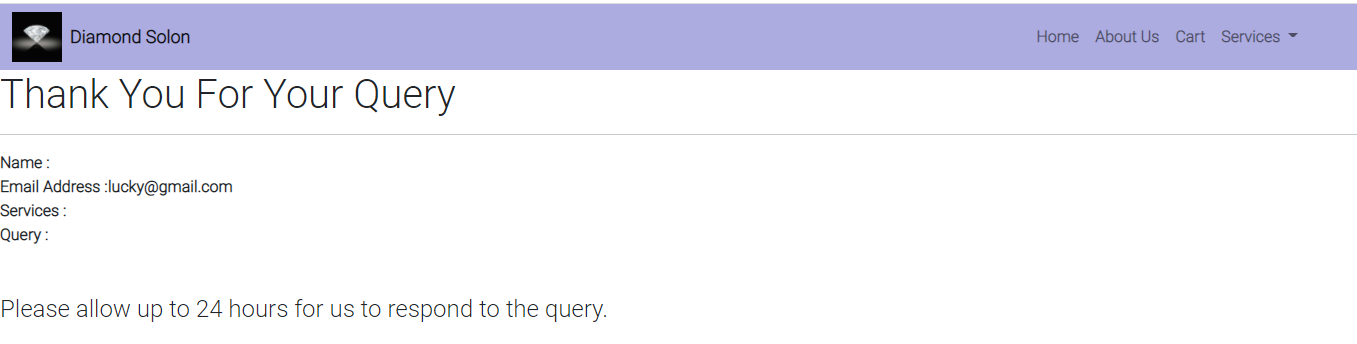 Diamond Solon Home About Us Cart Services
Thank You For Your Query
Name :
Email Address :lucky@gmail.com
Services :
Query :
Please allow up to 24 hours for us to respond to the query.